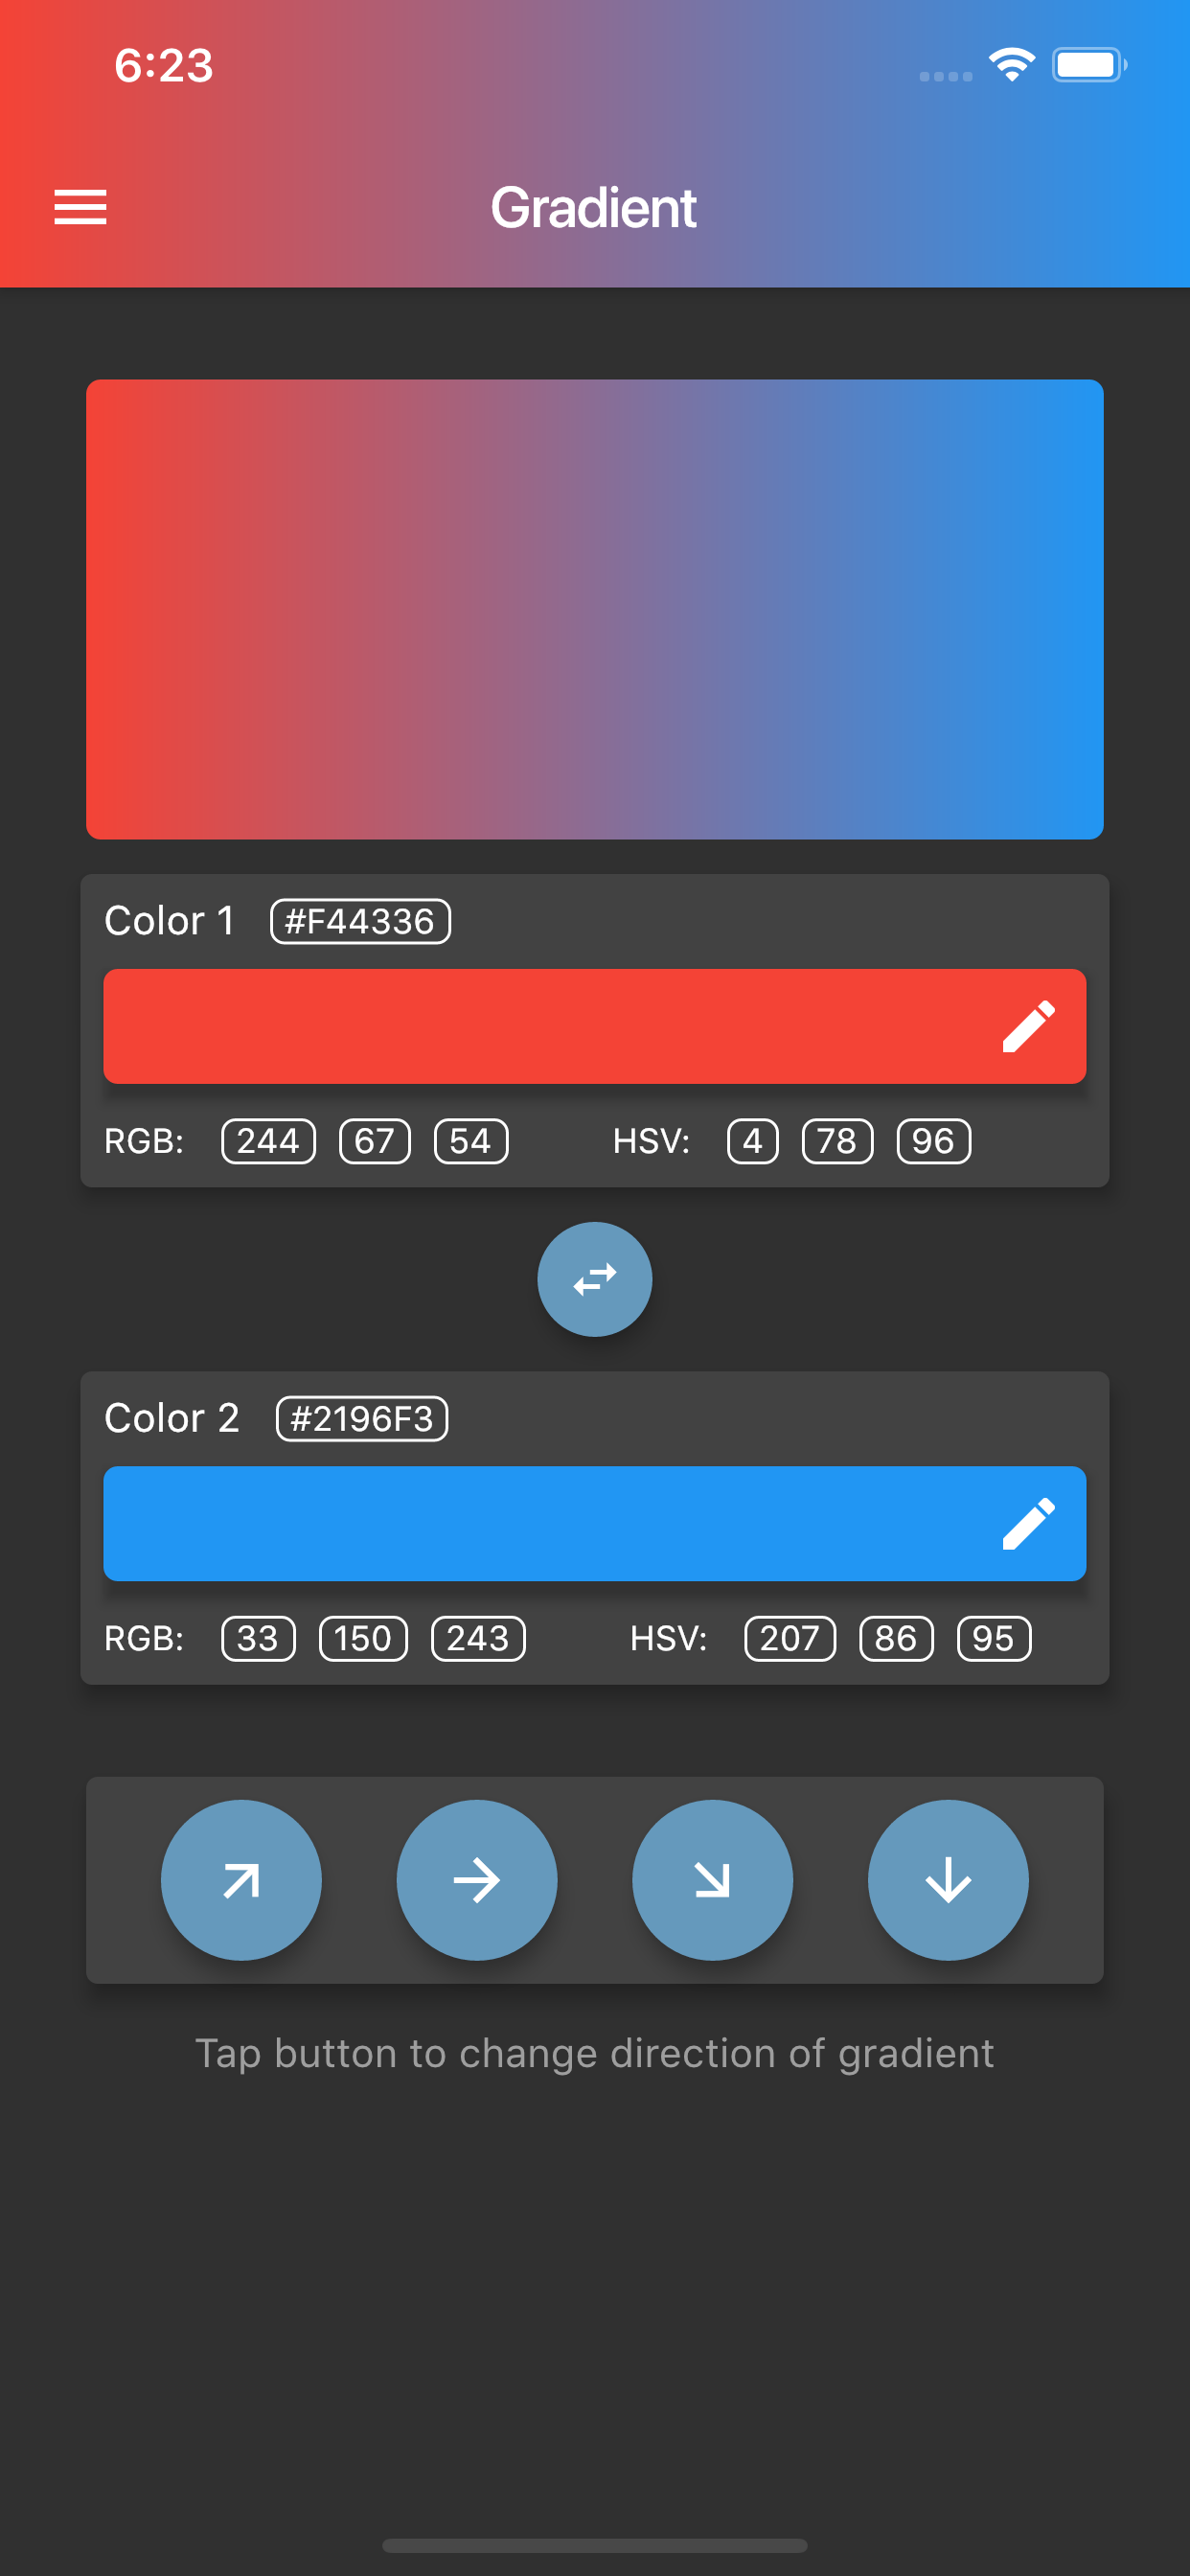 6:23
Gradient
Color 1 #F44336
RGB: 244 67 54 HSV: 4 78 96
Color 2 #2196F3
RGB: 33 150 243 HSV: 207 86 95
Tap button to change direction of gradient